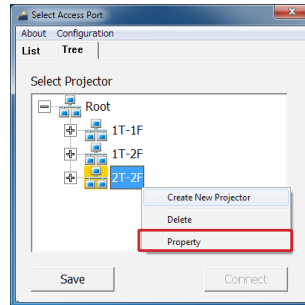 Select Access Port
About Configuration
List Tree
Select Projector
Root
1T-1F
1T-2F
2T-2F
Create New Projector
Delete
Property
Save Connect